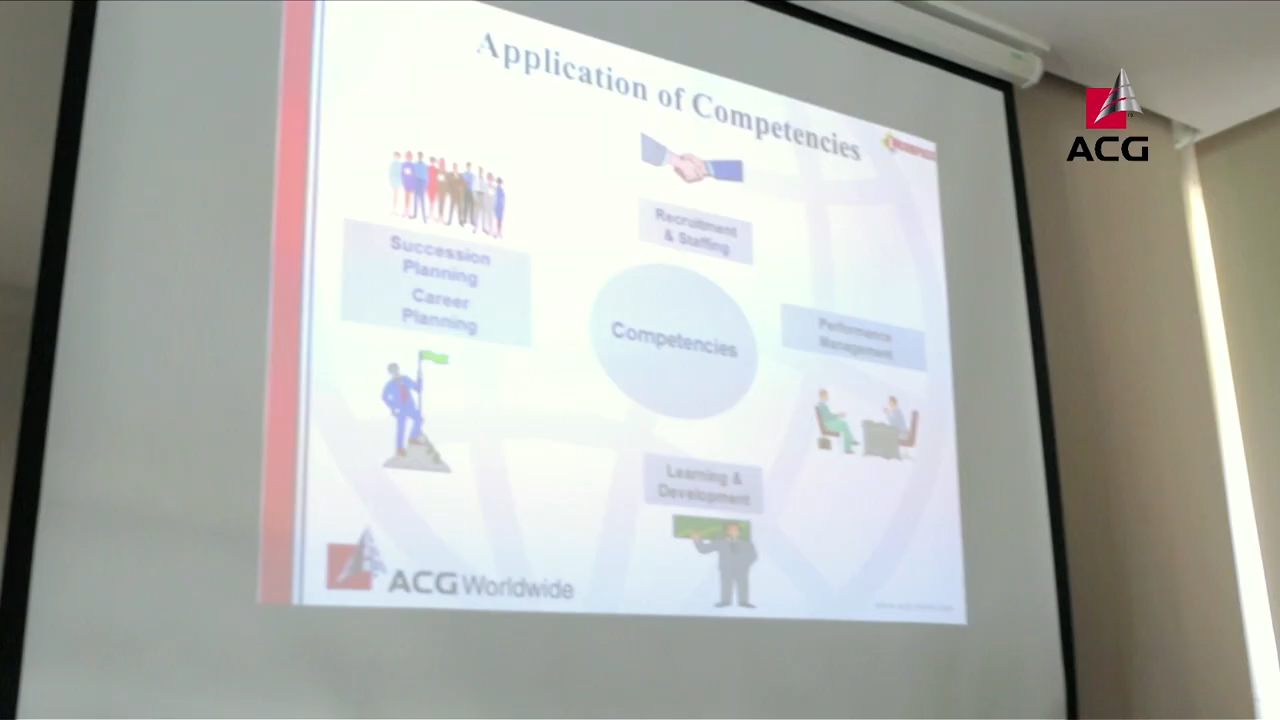 Application of Competencies
ACG
Recruitment
& Staffing
Succession
Planning
Career
Planning
Competencies
Performance
Management
Learning &
Development
ACG Worldwide